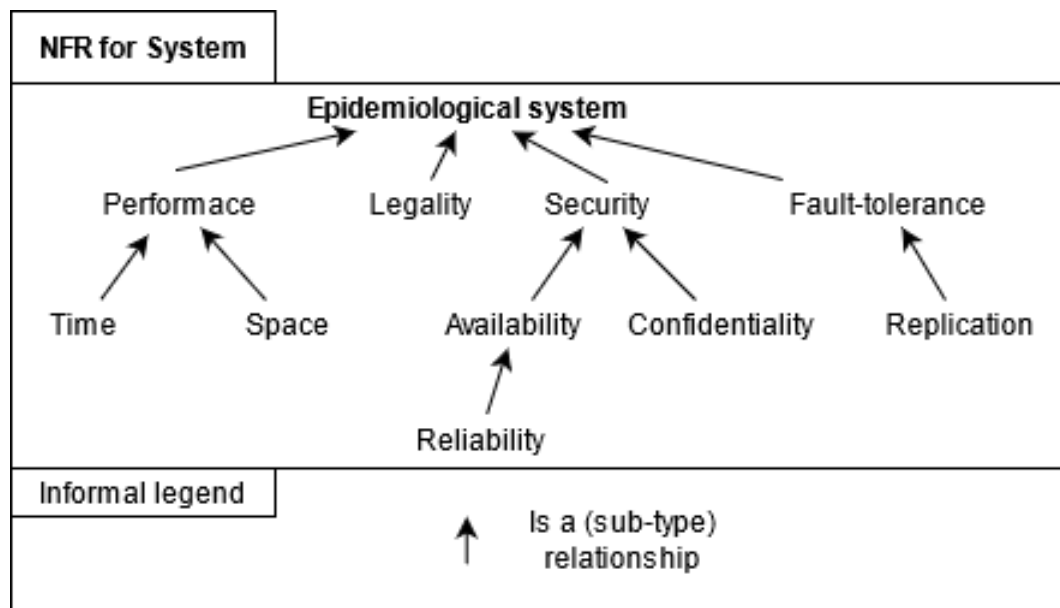 NFR for System
Epidemiological system
Performace
Legality
Security
Fault-tolerance
Time
Space
Availability
Confidentiality
Replication
Reliability
Informal legend
Is a (sub-type)
relationship